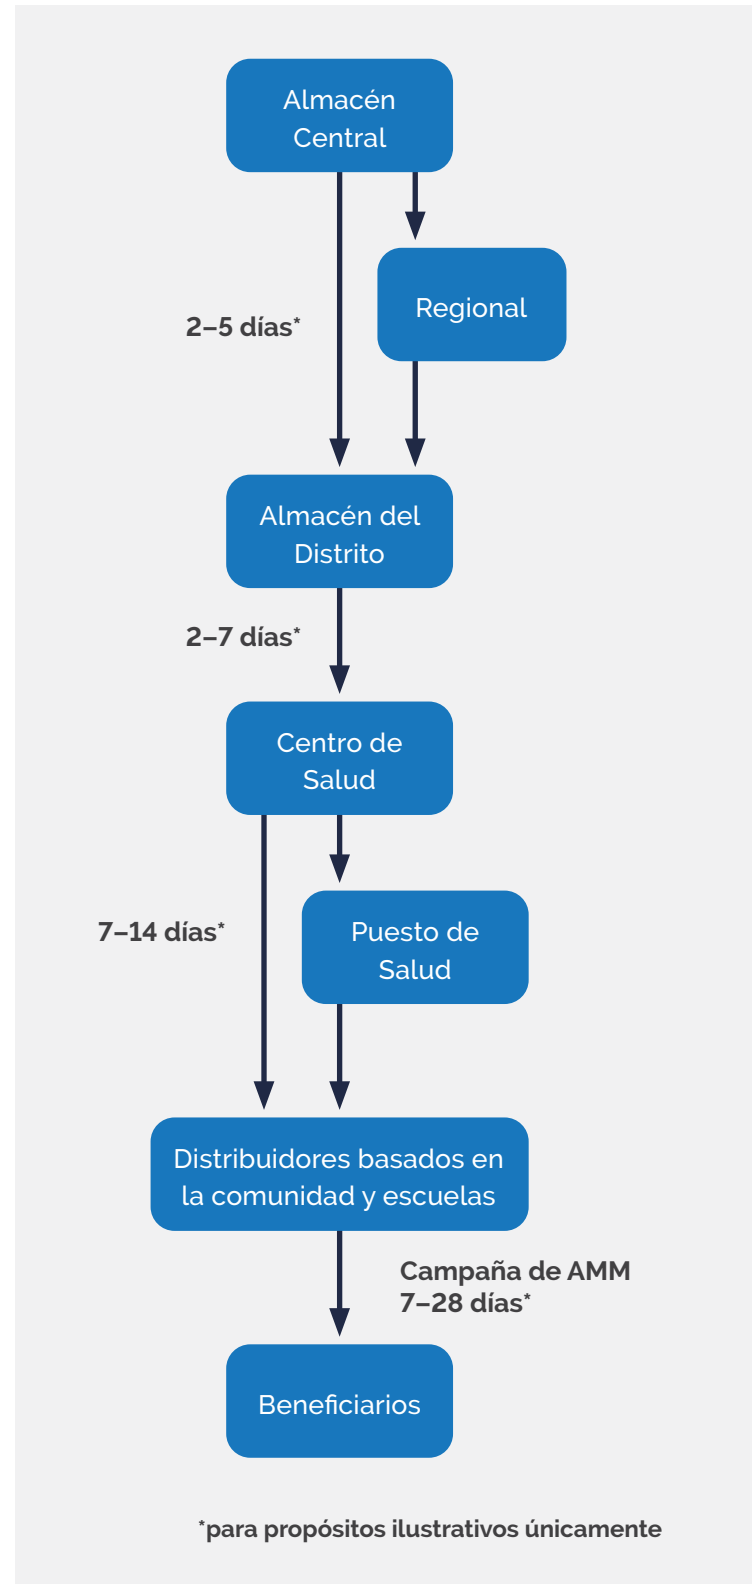 Almacén
Central
Regional
2–5 días*
Almacén del
Distrito
2–7 días*
Centro de
Salud
7–14 días*
Puesto de
Salud
Distribuidores basados en
la comunidad y escuelas
Campaña de AMM
7–28 días*
Beneficiarios
*para propósitos ilustrativos únicamente